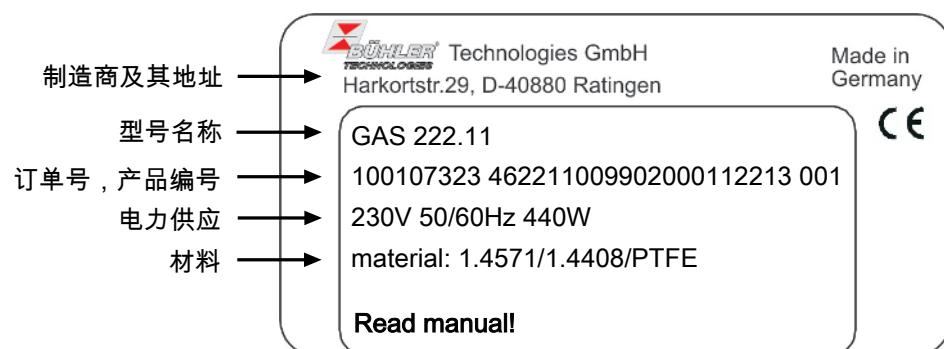 BÜHLER Technologies GmbH
TECHNOLOGIES
Made in
Germany
制造商及其地址
Harkortstr.29, D-40880 Ratingen
CE
型号名称
GAS 222.11
订单号，产品编号
100107323 462211009902000112213 001
电力供应
230V 50/60Hz 440W
材料
material: 1.4571/1.4408/PTFE
Read manual!